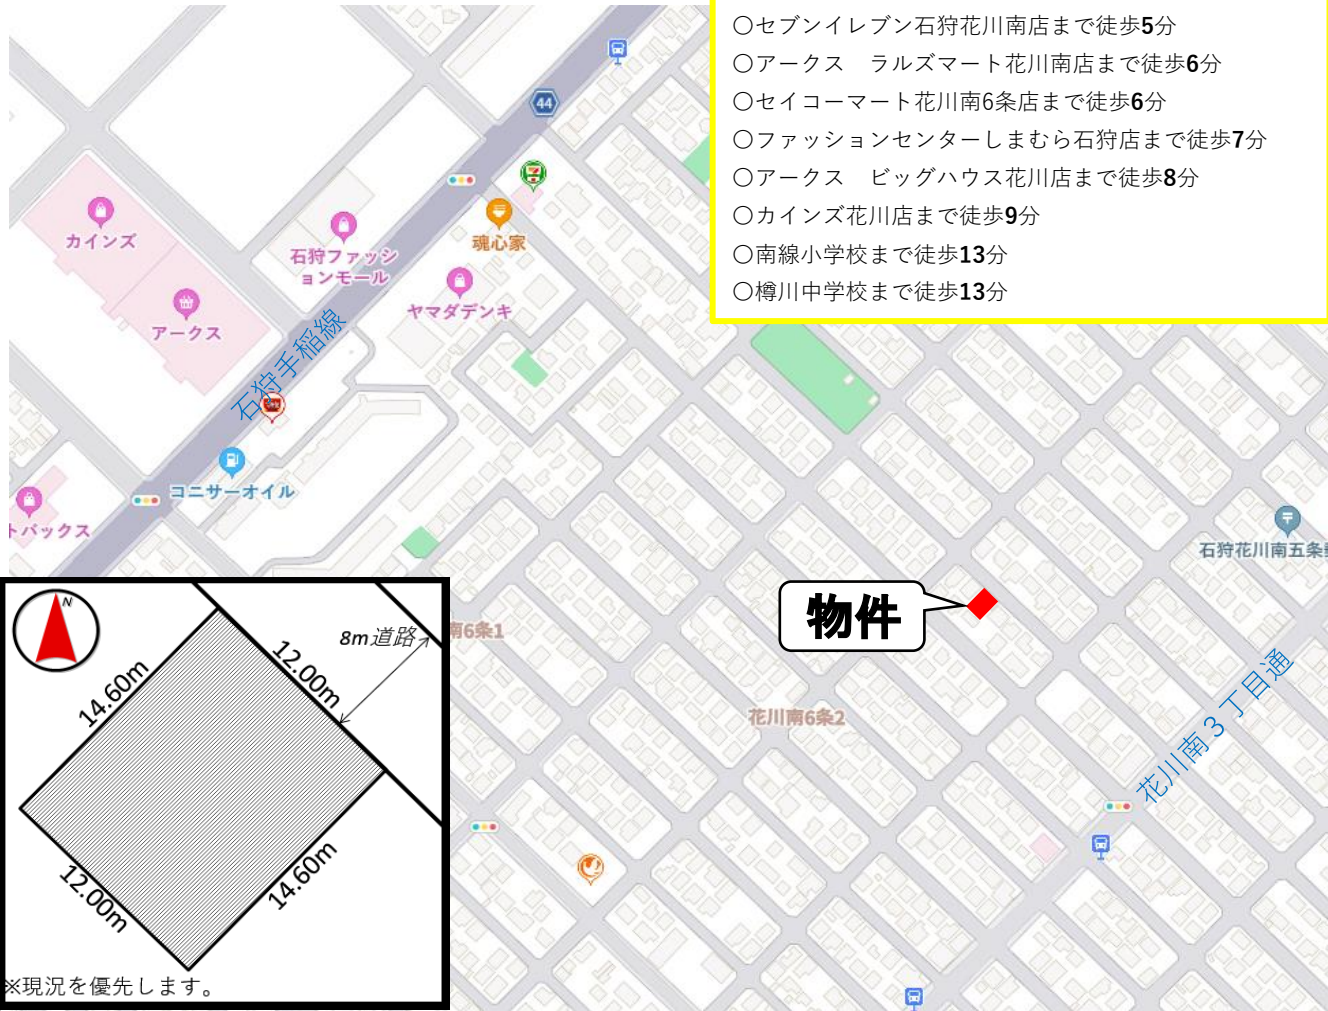 〇セブンイレブン石狩花川南店まで徒歩5分
〇アークス　ラルズマート花川南店まで徒歩6分
〇セイコーマート花川南6条店まで徒歩6分
〇ファッションセンターしまむら石狩店まで徒歩7分
〇アークス　ビッグハウス花川店まで徒歩8分
〇カインズ花川店まで徒歩9分
〇南線小学校まで徒歩13分
〇樽川中学校まで徒歩13分
44
カインズ
石狩ファッシ
ョンモール
魂心家
ヤマダデンキ
アークス
石狩手稲線
コニサーオイル
トバックス
石狩花川南五条
物件
南6条1
花川南6条2
花川南３丁目通
N
8m道路
12.00m
14.60m
12.00m
14.60m
※現況を優先します。